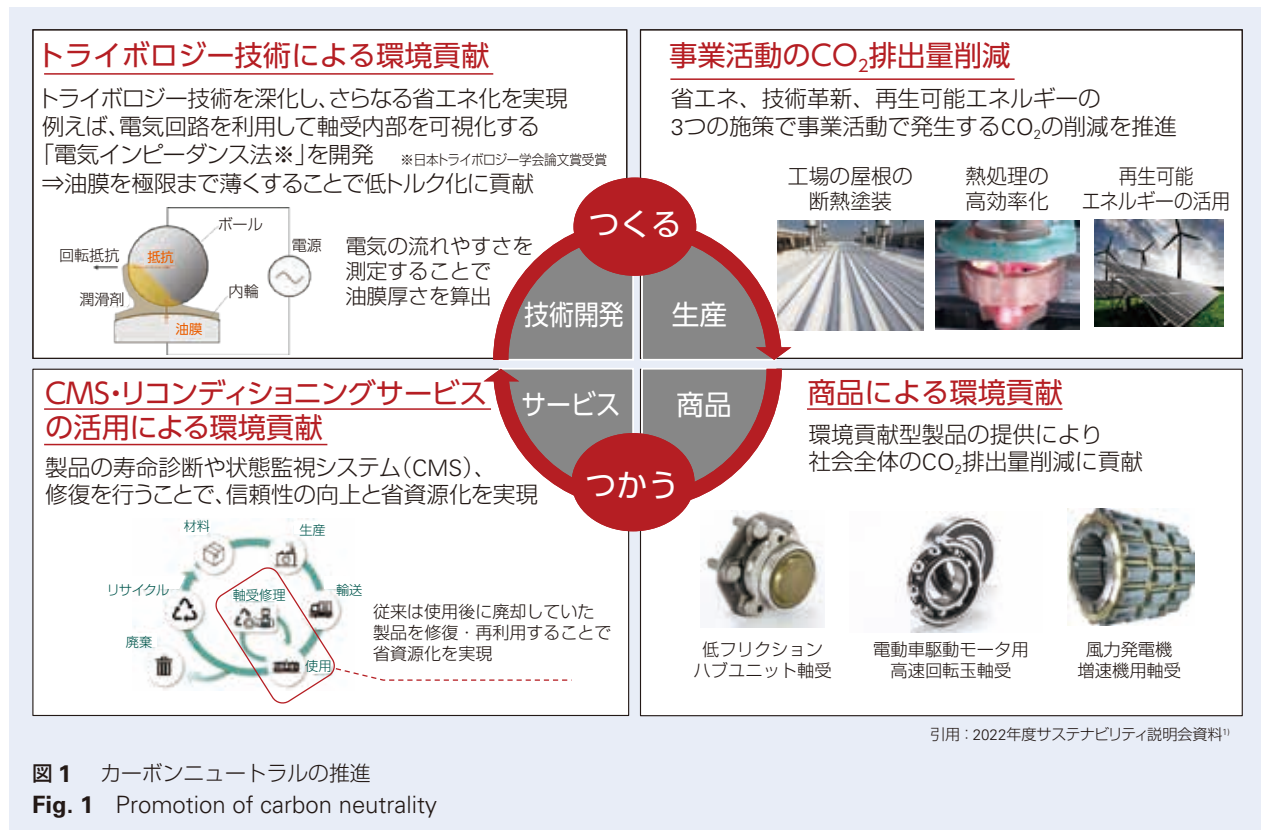 トライボロジー技術による環境貢献
トライボロジー技術を深化し、さらなる省エネ化を実現
例えば、電気回路を利用して軸受内部を可視化する
「電気インピーダンス法※」を開発 ※日本トライボロジー学会論文賞受賞
⇒油膜を極限まで薄くすることで低トルク化に貢献
ボール
電源
回転抵抗
抵抗
潤滑剤
内輪
油膜
電気の流れやすさを
測定することで
油膜厚さを算出
事業活動のCO₂排出量削減
省エネ、技術革新、再生可能エネルギーの
3つの施策で事業活動で発生するCO₂の削減を推進
工場の屋根の
断熱塗装
熱処理の
高効率化
再生可能
エネルギーの活用
つくる
技術開発
生産
サービス
商品
つかう
CMS・リコンディショニングサービス
の活用による環境貢献
製品の寿命診断や状態監視システム(CMS)、
修復を行うことで、信頼性の向上と省資源化を実現
材料
生産
リサイクル
軸受修理
輸送
廃棄
使用
従来は使用後に廃却していた
製品を修復・再利用することで
省資源化を実現
商品による環境貢献
環境貢献型製品の提供により
社会全体のCO₂排出量削減に貢献
低フリクション
ハブユニット軸受
電動車駆動モータ用
高速回転玉軸受
風力発電機
増速機用軸受
引用：2022年度サステナビリティ説明会資料¹⁾
図1 カーボンニュートラルの推進
Fig. 1 Promotion of carbon neutrality